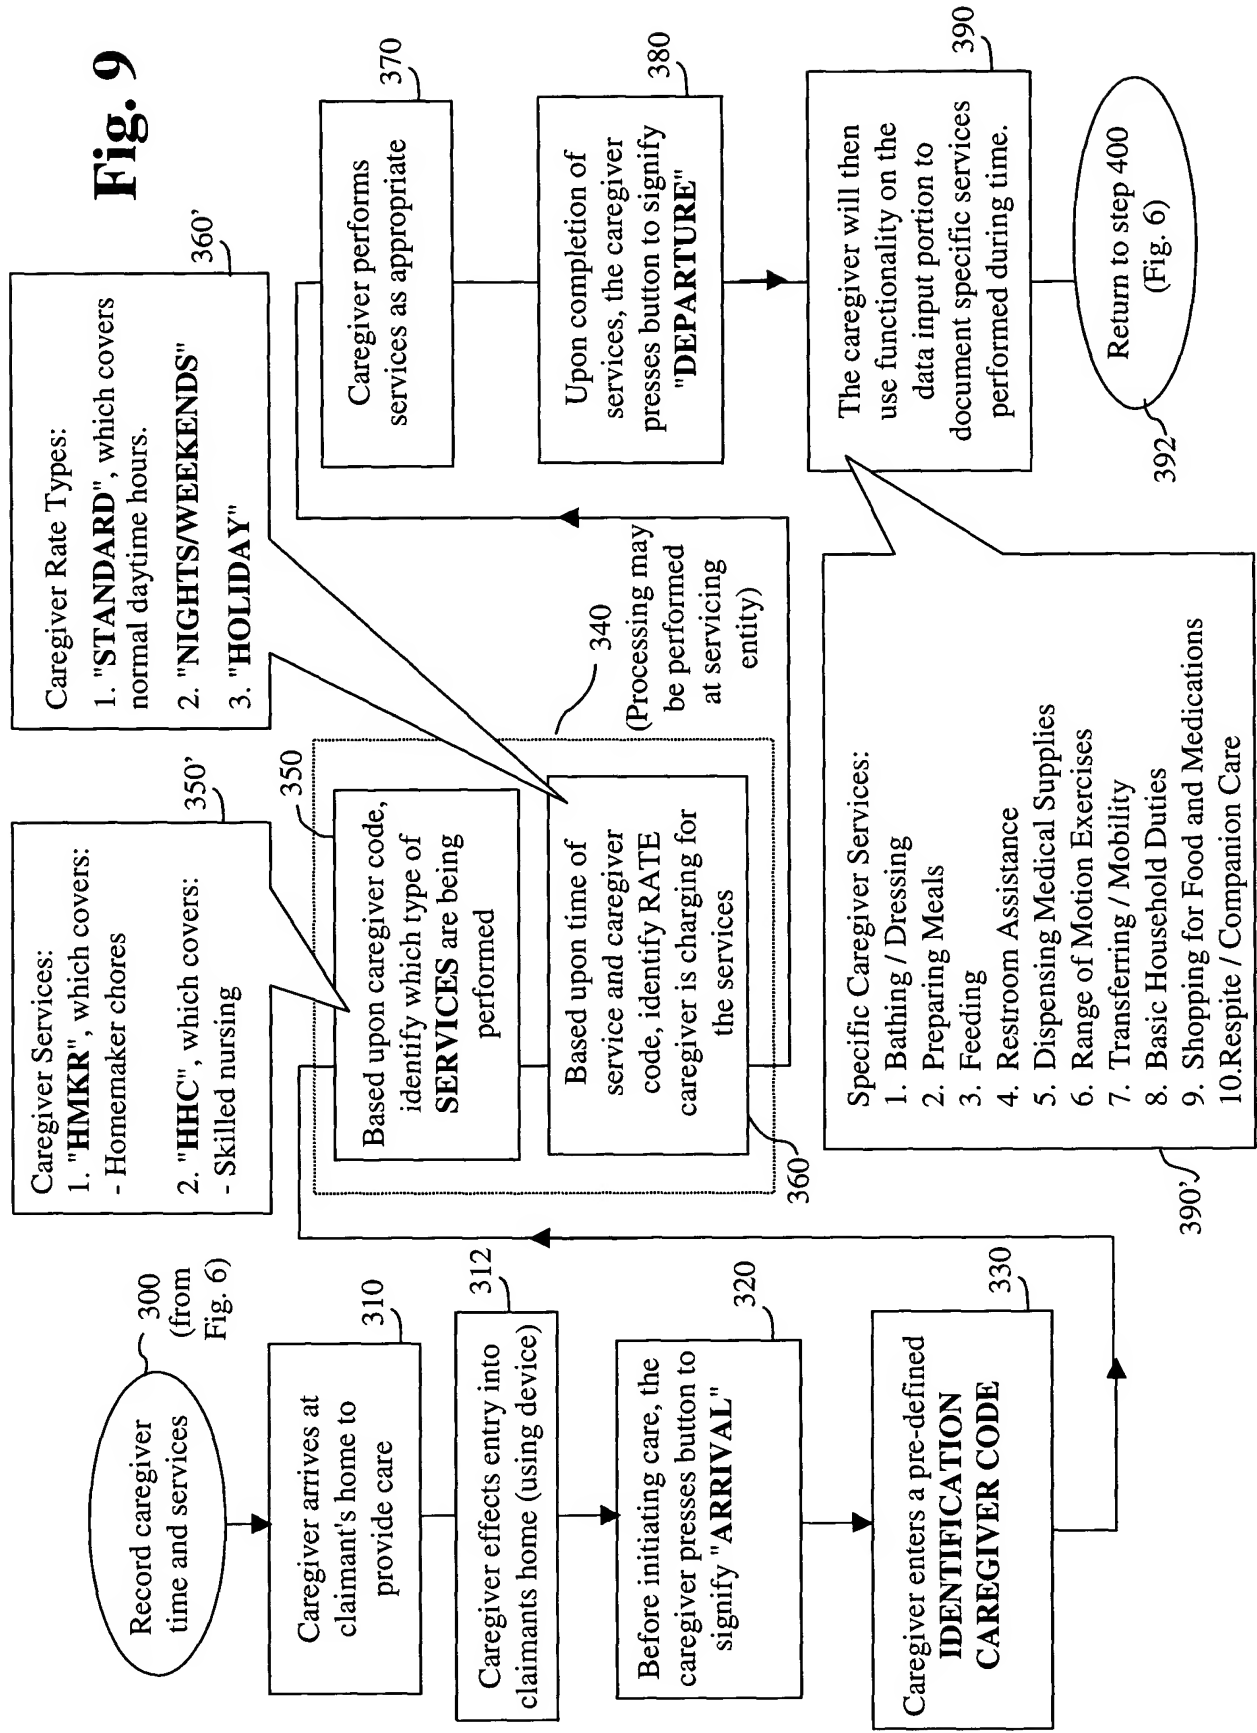 Fig. 9
Record caregiver
time and services
300
(from
Fig. 6)
Caregiver arrives at
claimant's home to
provide care
310
Caregiver effects entry into
claimants home (using device)
312
Before initiating care, the
caregiver presses button to
signify "ARRIVAL"
320
Caregiver enters a pre-defined
IDENTIFICATION
CAREGIVER CODE
330
Caregiver Services:
1. "HMKR", which covers:
- Homemaker chores
2. "HHC", which covers:
- Skilled nursing
350'
Based upon caregiver code,
identify which type of
SERVICES are being
performed
350
Based upon time of
service and caregiver
code, identify RATE
caregiver is charging for
the services
360
340
(Processing may
be performed
at servicing
entity)
Caregiver Rate Types:
1. "STANDARD", which covers
normal daytime hours.
2. "NIGHTS/WEEKENDS"
3. "HOLIDAY"
360'
Caregiver performs
services as appropriate
370
Upon completion of
services, the caregiver
presses button to signify
"DEPARTURE"
380
The caregiver will then
use functionality on the
data input portion to
document specific services
performed during time.
390
Specific Caregiver Services:
1. Bathing / Dressing
2. Preparing Meals
3. Feeding
4. Restroom Assistance
5. Dispensing Medical Supplies
6. Range of Motion Exercises
7. Transferring / Mobility
8. Basic Household Duties
9. Shopping for Food and Medications
10.Respite / Companion Care
390'
Return to step 400
(Fig. 6)
392